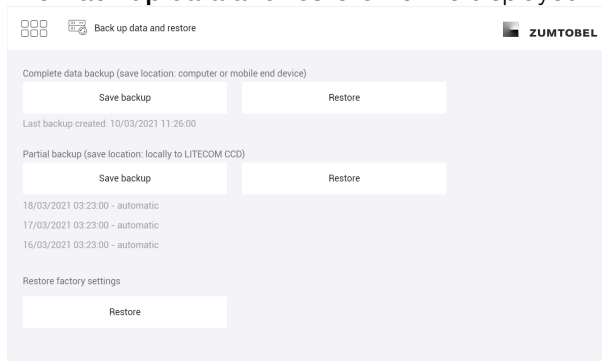 Back up data and restore
ZUMTOBEL
Complete data backup (save location: computer or mobile end device)
Save backup Restore
Last backup created: 10/03/2021 11:26:00
Partial backup (save location: locally to LITECOM CCD)
Save backup Restore
18/03/2021 03:23:00 - automatic
17/03/2021 03:23:00 - automatic
16/03/2021 03:23:00 - automatic
Restore factory settings
Restore